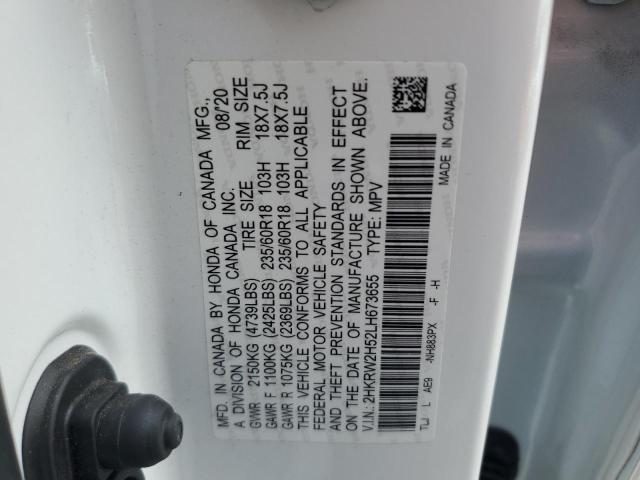 MFD. IN CANADA BY HONDA OF CANADA MFG.,
A DIVISION OF HONDA CANADA INC. 08/'20
GVWR 2150KG (4739LBS) TIRE SIZE RIM SIZE
GAWR F 1100KG (2425LBS) 235/60R18 103H 18X7.5J
GAWR R 1075KG (2369LBS) 235/60R18 103H 18X7.5J
THIS VEHICLE CONFORMS TO ALL APPLICABLE
FEDERAL MOTOR VEHICLE SAFETY
AND THEFT PREVENTION STANDARDS IN EFFECT
ON THE DATE OF MANUFACTURE SHOWN ABOVE.
V.I.N.: 2HKRW2H52LH673655 TYPE: MPV
TW L AE9 -NH883PX -F -H
MADE IN CANADA